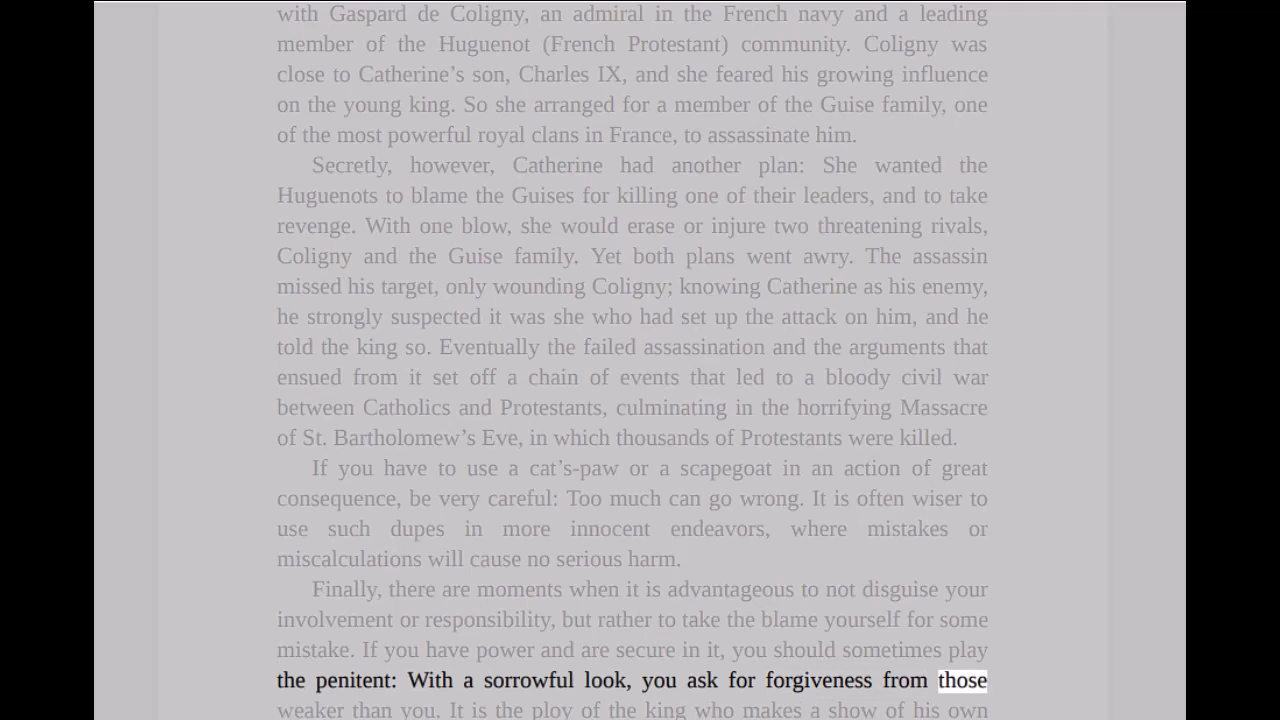 with Gaspard de Coligny, an admiral in the French navy and a leading
member of the Huguenot (French Protestant) community. Coligny was
close to Catherine’s son, Charles IX, and she feared his growing influence
on the young king. So she arranged for a member of the Guise family, one
of the most powerful royal clans in France, to assassinate him.
Secretly, however, Catherine had another plan: She wanted the
Huguenots to blame the Guises for killing one of their leaders, and to take
revenge. With one blow, she would erase or injure two threatening rivals,
Coligny and the Guise family. Yet both plans went awry. The assassin
missed his target, only wounding Coligny; knowing Catherine as his enemy,
he strongly suspected it was she who had set up the attack on him, and he
told the king so. Eventually the failed assassination and the arguments that
ensued from it set off a chain of events that led to a bloody civil war
between Catholics and Protestants, culminating in the horrifying Massacre
of St. Bartholomew’s Eve, in which thousands of Protestants were killed.
If you have to use a cat’s-paw or a scapegoat in an action of great
consequence, be very careful: Too much can go wrong. It is often wiser to
use such dupes in more innocent endeavors, where mistakes or
miscalculations will cause no serious harm.
Finally, there are moments when it is advantageous to not disguise your
involvement or responsibility, but rather to take the blame yourself for some
mistake. If you have power and are secure in it, you should sometimes play
the penitent: With a sorrowful look, you ask for forgiveness from those
weaker than you. It is the ploy of the king who makes a show of his own